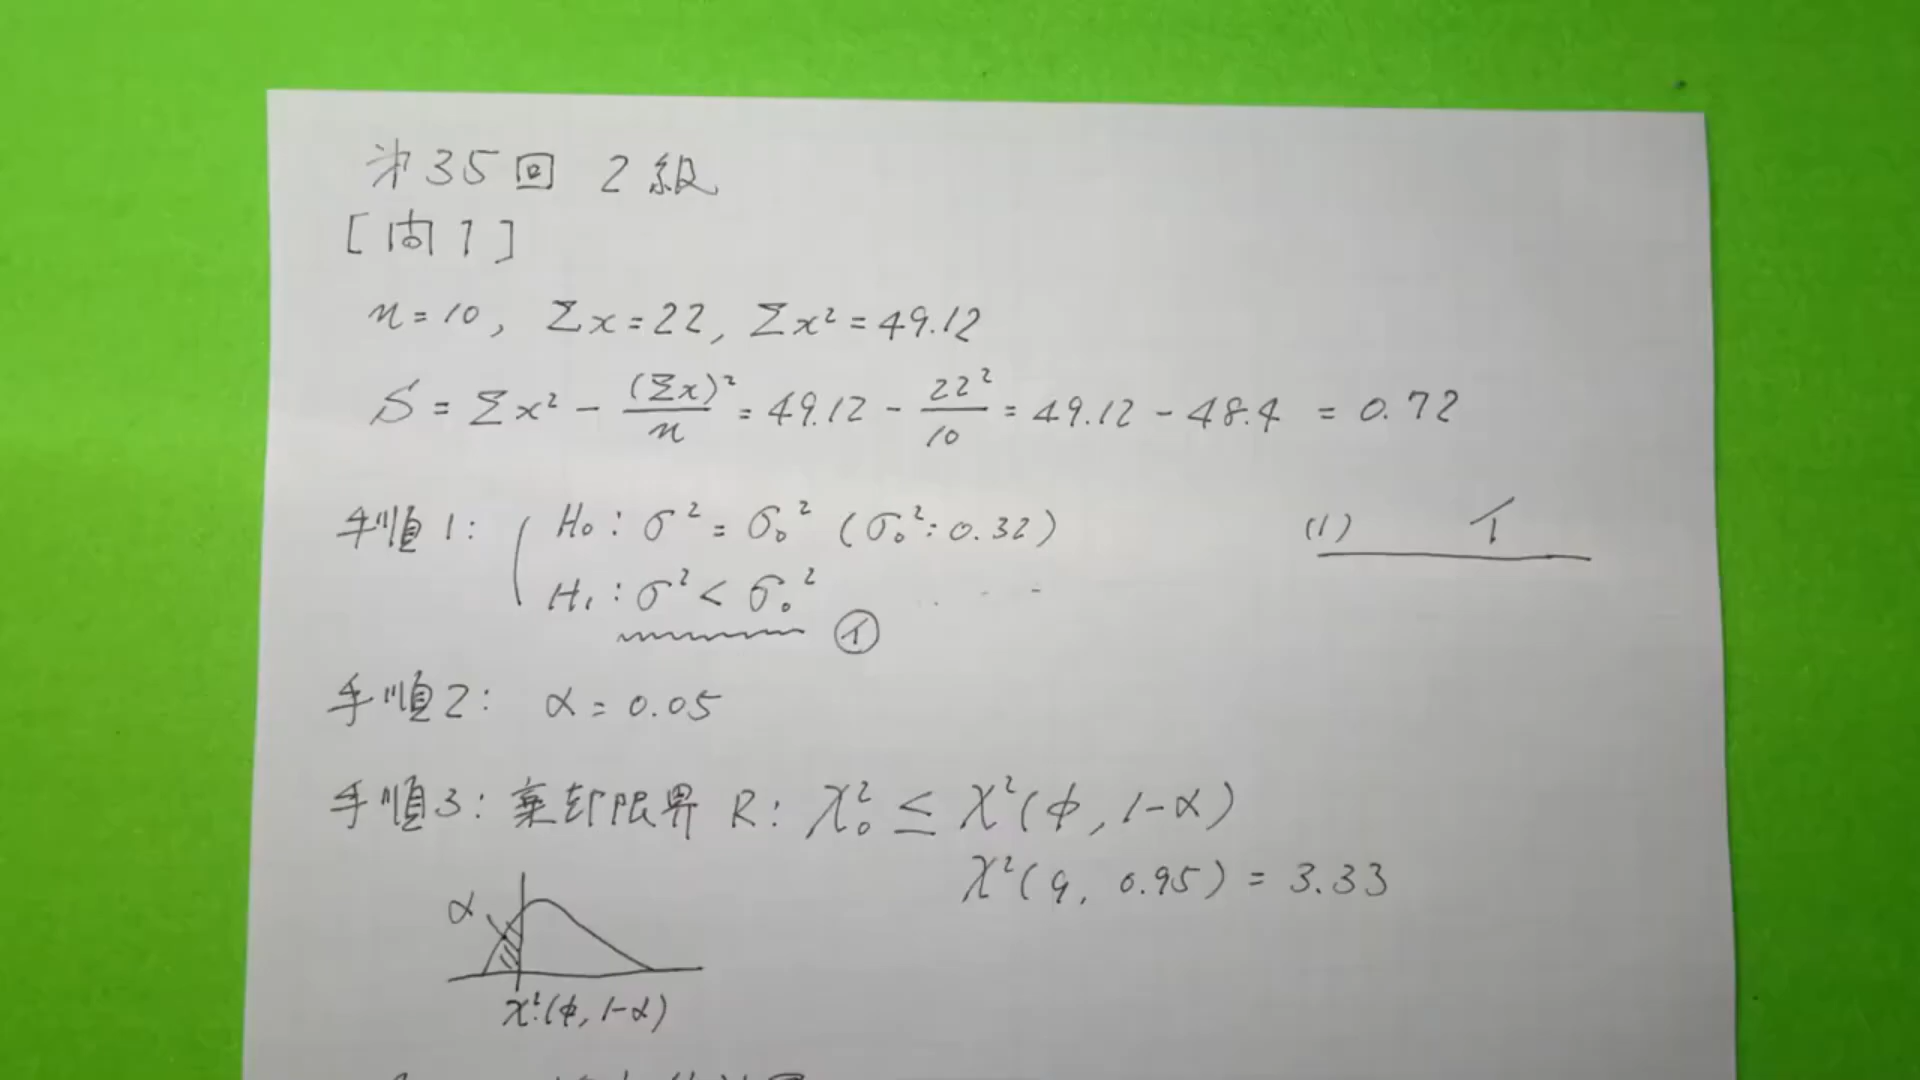 第35回 2級
[問1]
n=10, Σx=22, Σx²=49.12
S = Σx² - (Σx)²/n = 49.12 - 22²/10 = 49.12 - 48.4 = 0.72
手順1: H₀: σ² = σ₀² (σ₀²: 0.32)
(1) イ
H₁: σ² < σ₀²
イ
手順2: α = 0.05
手順3: 棄却限界 R: χ₀² ≤ χ²(φ, 1-α)
χ²(9, 0.95) = 3.33
α
χ²(φ, 1-α)